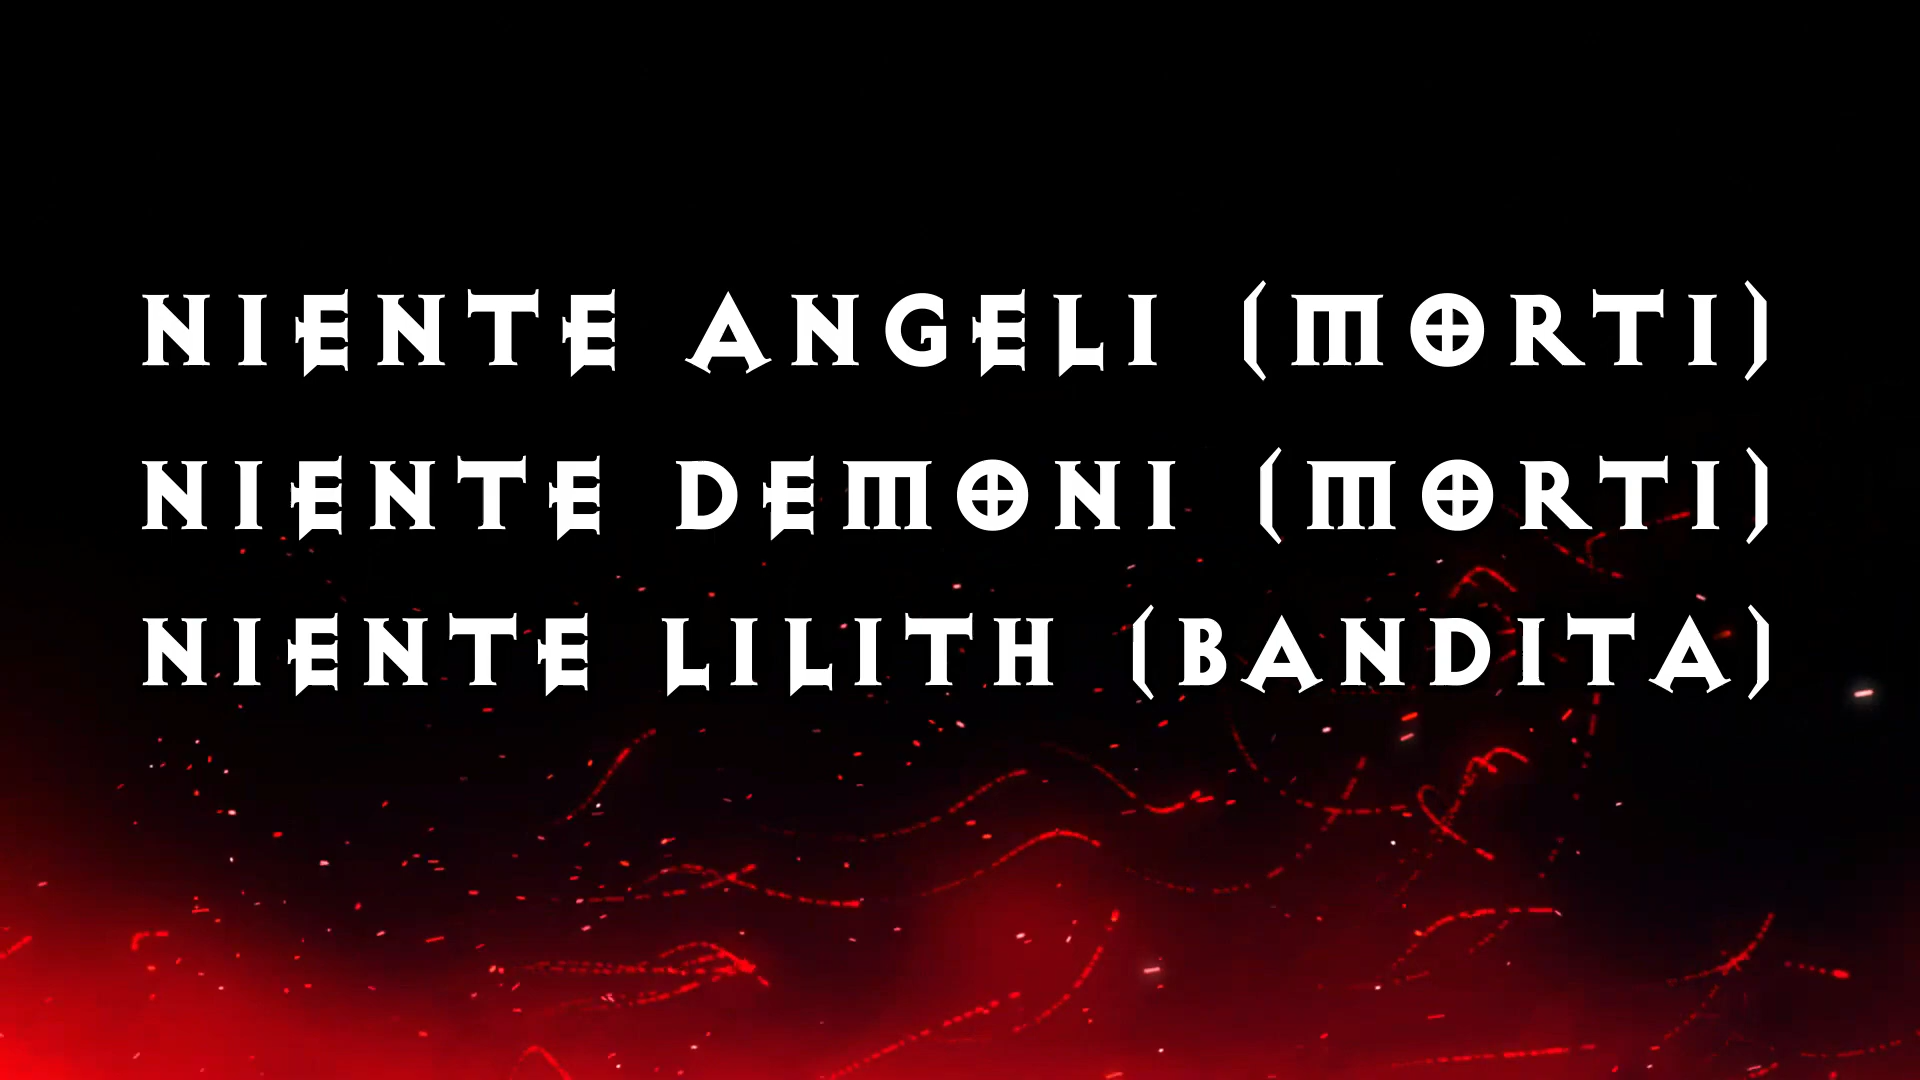 NIENTE ANGELI (MORTI)
NIENTE DEMONI (MORTI)
NIENTE LILITH (BANDITA)